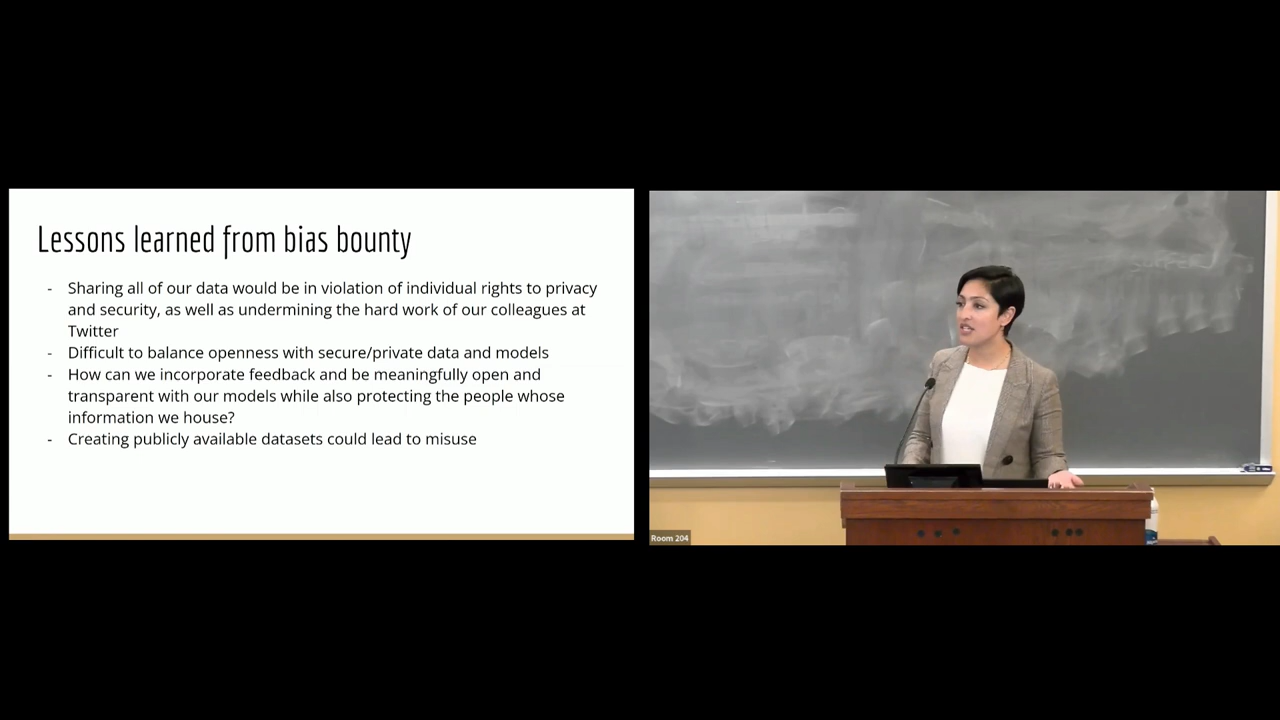 Lessons learned from bias bounty
- Sharing all of our data would be in violation of individual rights to privacy
and security, as well as undermining the hard work of our colleagues at
Twitter
- Difficult to balance openness with secure/private data and models
- How can we incorporate feedback and be meaningfully open and
transparent with our models while also protecting the people whose
information we house?
- Creating publicly available datasets could lead to misuse
Room 204